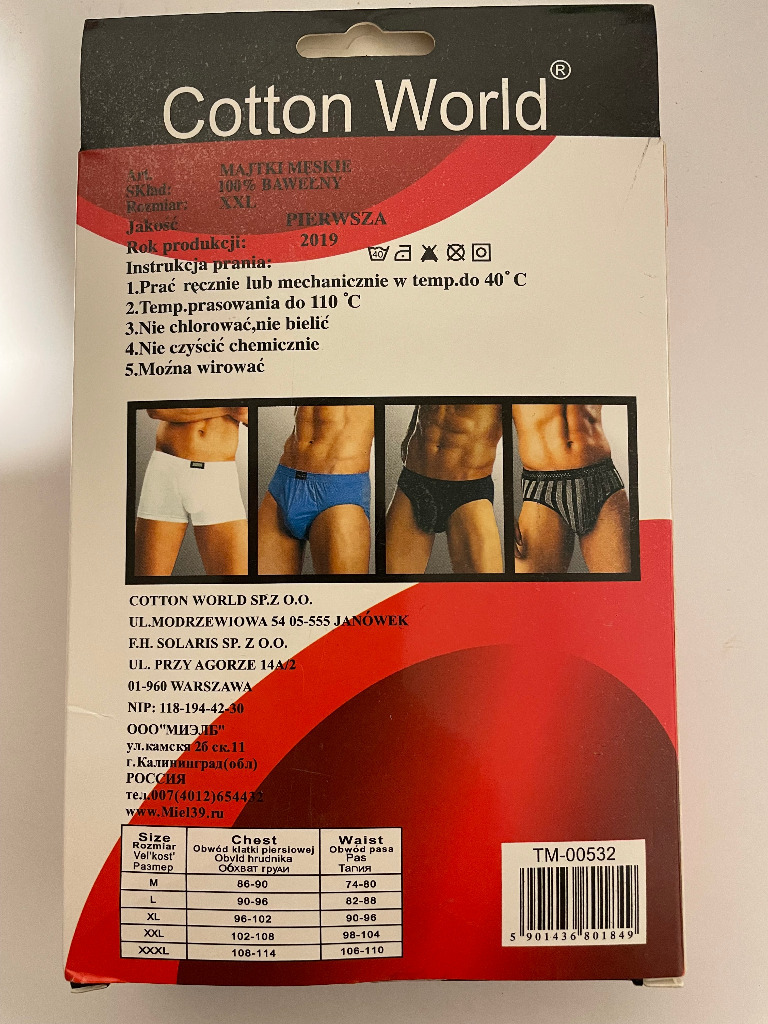 Cotton World®
Art. MAJTKI MĘSKIE
SKład: 100% BAWEŁNY
Rozmiar: XXL
Jakość PIERWSZA
Rok produkcji: 2019
Instrukcja prania: 40
1.Prać ręcznie lub mechanicznie w temp.do 40°C
2.Temp.prasowania do 110 °C
3.Nie chlorować,nie bielić
4.Nie czyścić chemicznie
5.Moźna wirować
COTTON WORLD SP.Z O.O.
UL.MODRZEWIOWA 54 05-555 JANÓWEK
F.H. SOLARIS SP. Z O.O.
UL. PRZY AGORZE 14A/2
01-960 WARSZAWA
NIP: 118-194-42-30
ООО"МИЭЛЬ"
ул.камскя 2б ск.11
г.Калининград(обл)
РОССИЯ
тел.007(4012)654432
www.Miel39.ru
Size Chest Waist
Rozmiar Obwód klatki piersiowej Obwód pasa
Vel'kost' Obvld hrudnika Pas
Размер Обхват груди Талия
M 86-90 74-80
L 90-96 82-88
XL 96-102 90-96
XXL 102-108 98-104
XXXL 108-114 106-110
TM-00532
5 901436 801849